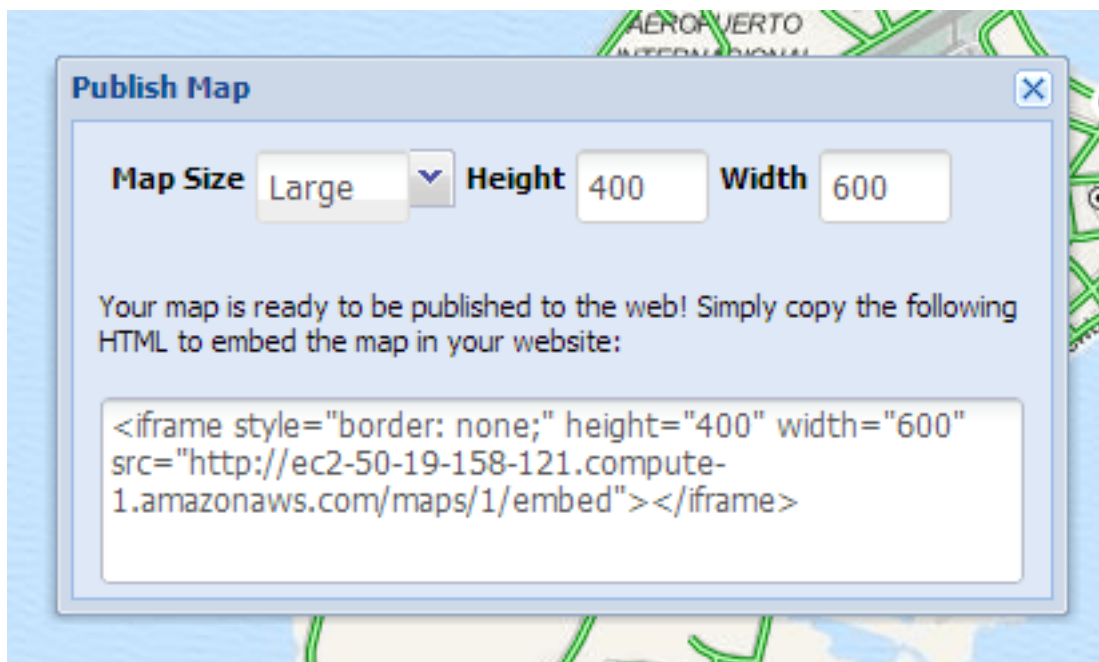 AEROPUERTO
INTERNACIONAL
Publish Map
Map Size Large Height 400 Width 600
Your map is ready to be published to the web! Simply copy the following
HTML to embed the map in your website:
<iframe style="border: none;" height="400" width="600"
src="http://ec2-50-19-158-121.compute-
1.amazonaws.com/maps/1/embed"></iframe>